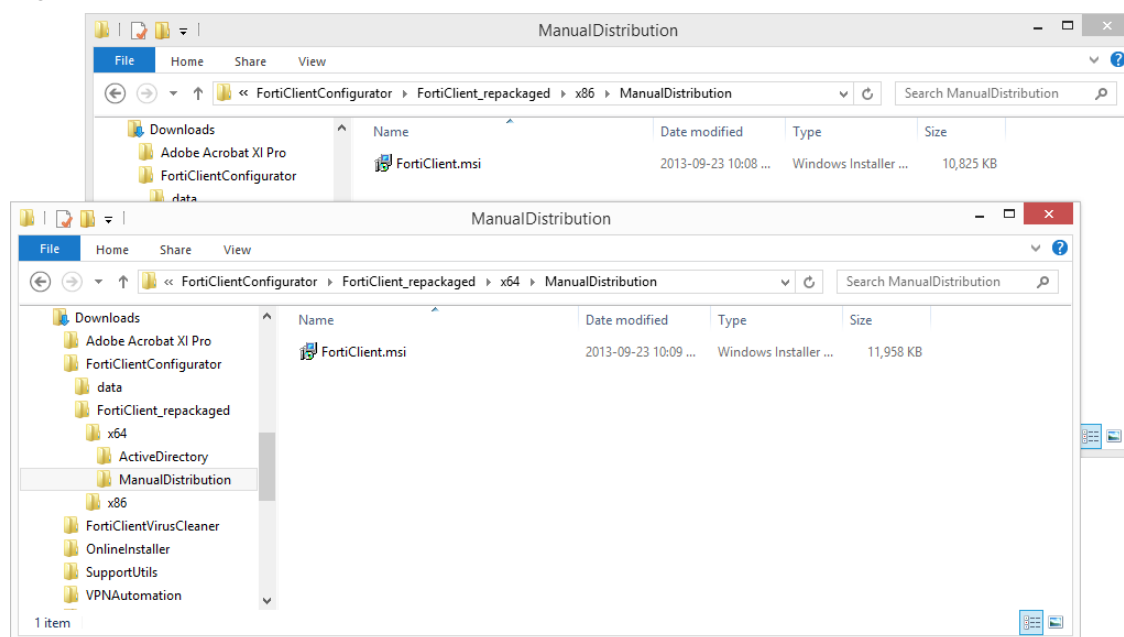 ManualDistribution
File Home Share View
« FortiClientConfigurator ▸ FortiClient_repackaged ▸ x86 ▸ ManualDistribution Search ManualDistribution
Downloads
Adobe Acrobat XI Pro
FortiClientConfigurator
data
Name Date modified Type Size
FortiClient.msi 2013-09-23 10:08 ... Windows Installer ... 10,825 KB
ManualDistribution
File Home Share View
« FortiClientConfigurator ▸ FortiClient_repackaged ▸ x64 ▸ ManualDistribution Search ManualDistribution
Downloads
Adobe Acrobat XI Pro
FortiClientConfigurator
data
FortiClient_repackaged
x64
ActiveDirectory
ManualDistribution
x86
FortiClientVirusCleaner
OnlineInstaller
SupportUtils
VPNAutomation
Name Date modified Type Size
FortiClient.msi 2013-09-23 10:09 ... Windows Installer ... 11,958 KB
1 item